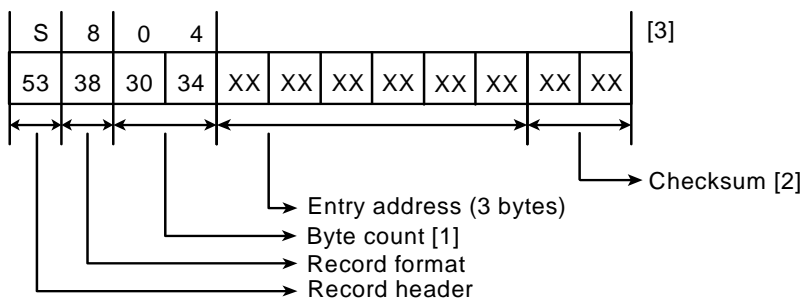 S 8 0 4 [3]
53 38 30 34 XX XX XX XX XX XX XX XX
Checksum [2]
Entry address (3 bytes)
Byte count [1]
Record format
Record header